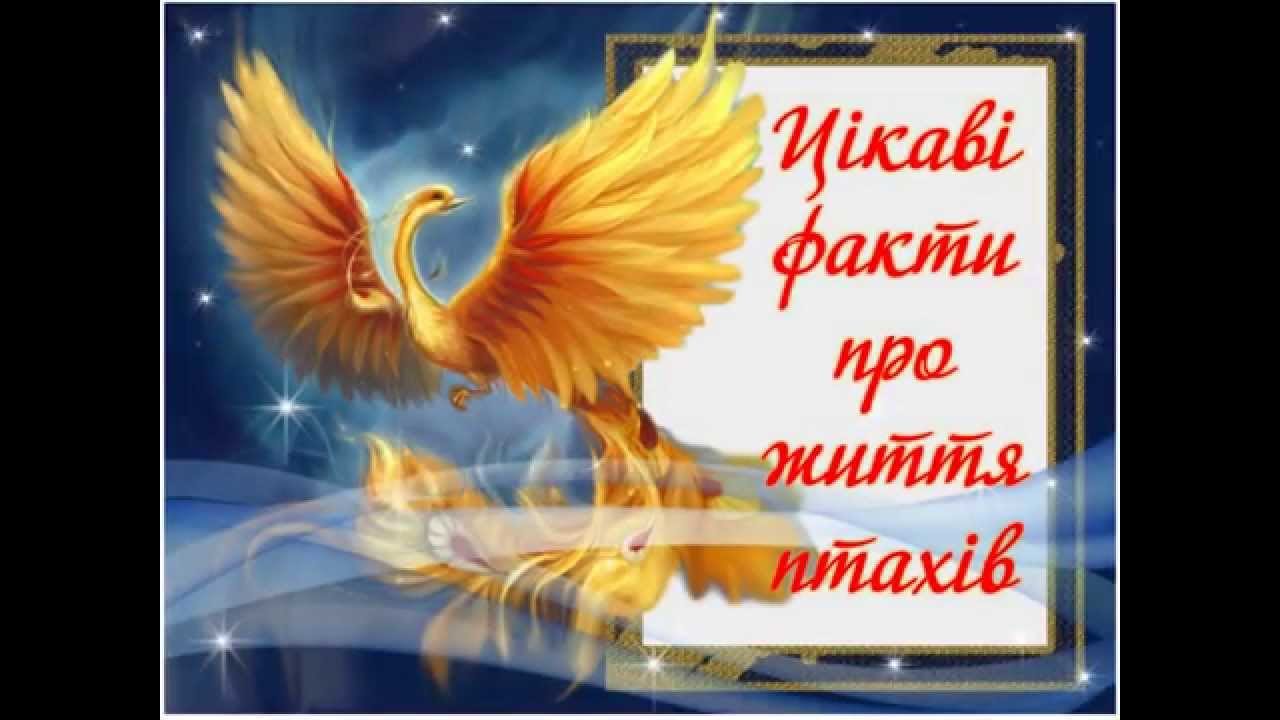 Цікаві
факти
про
життя
птахів